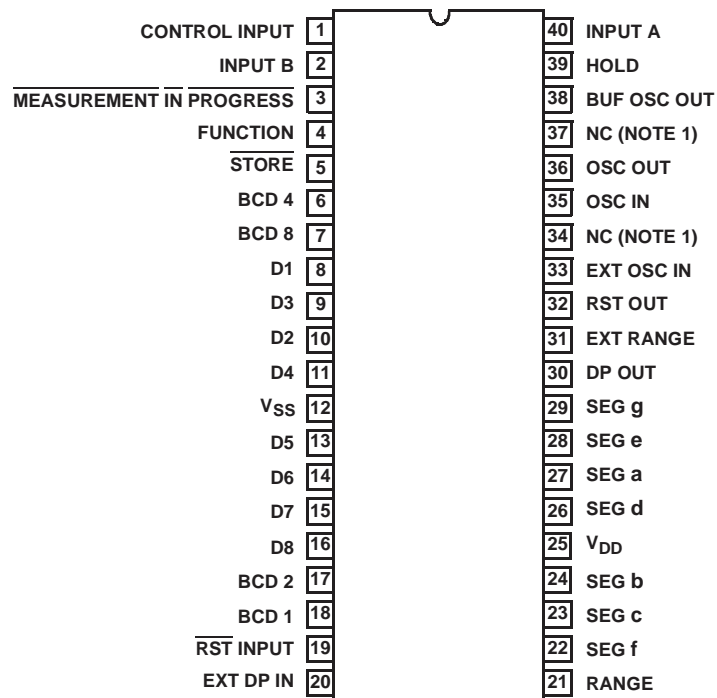 CONTROL INPUT 1 40 INPUT A
INPUT B 2 39 HOLD
MEASUREMENT IN PROGRESS 3 38 BUF OSC OUT
FUNCTION 4 37 NC (NOTE 1)
STORE 5 36 OSC OUT
BCD 4 6 35 OSC IN
BCD 8 7 34 NC (NOTE 1)
D1 8 33 EXT OSC IN
D3 9 32 RST OUT
D2 10 31 EXT RANGE
D4 11 30 DP OUT
VSS 12 29 SEG g
D5 13 28 SEG e
D6 14 27 SEG a
D7 15 26 SEG d
D8 16 25 VDD
BCD 2 17 24 SEG b
BCD 1 18 23 SEG c
RST INPUT 19 22 SEG f
EXT DP IN 20 21 RANGE